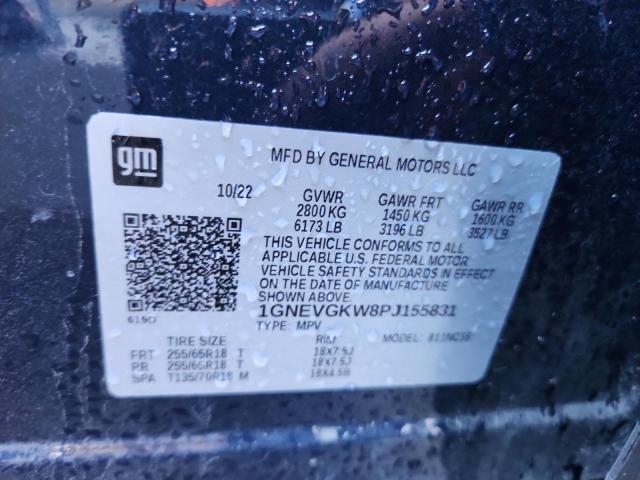 gm
MFD BY GENERAL MOTORS LLC
10/22 GVWR GAWR FRT GAWR RR
2800 KG 1450 KG 1600 KG
6173 LB 3196 LB 3527 LB
THIS VEHICLE CONFORMS TO ALL
APPLICABLE U.S. FEDERAL MOTOR
VEHICLE SAFETY STANDARDS IN EFFECT
ON THE DATE OF MANUFACTURE
SHOWN ABOVE.
1GNEVGKW8PJ155831
TYPE: MPV MODEL:
TIRE SIZE RIM
FRT 255/65R18 T 18X7.5J
RR 255/65R18 T 18X7.5J
SPA T135/70R18 M 18X4.5B